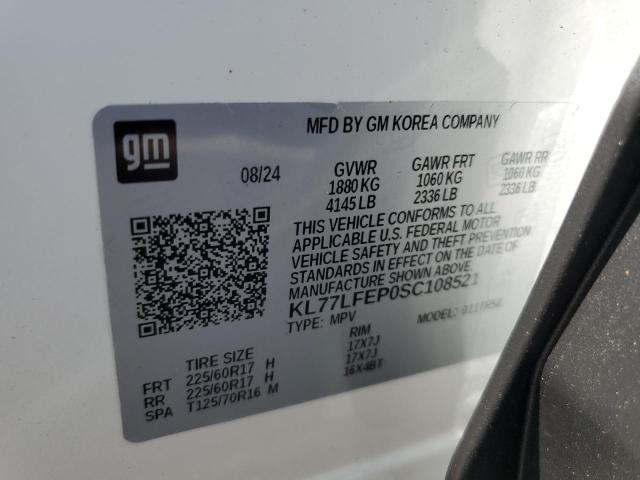 gm
MFD BY GM KOREA COMPANY
08/24
GVWR GAWR FRT GAWR RR
1880 KG 1060 KG 1060 KG
4145 LB 2336 LB 2336 LB
THIS VEHICLE CONFORMS TO ALL
APPLICABLE U.S. FEDERAL MOTOR
VEHICLE SAFETY AND THEFT PREVENTION
STANDARDS IN EFFECT ON THE DATE OF
MANUFACTURE SHOWN ABOVE.
KL77LFEP0SC108521
TYPE: MPV MODEL:
TIRE SIZE RIM
FRT 225/60R17 H 17X7J
RR 225/60R17 H 17X7J
SPA T125/70R16 M 16X4BT